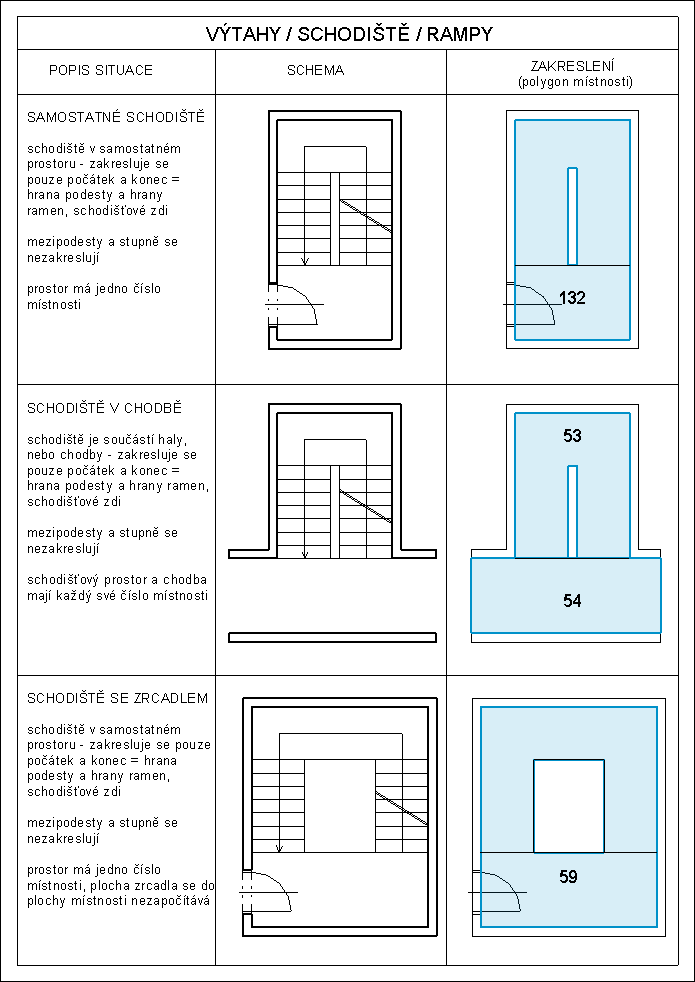 VÝTAHY / SCHODIŠTĚ / RAMPY
POPIS SITUACE
SCHEMA
ZAKRESLENÍ
(polygon místnosti)
SAMOSTATNÉ SCHODIŠTĚ
schodiště v samostatném
prostoru - zakresluje se
pouze počátek a konec =
hrana podesty a hrany
ramen, schodišťové zdi
mezipodesty a stupně se
nezakreslují
prostor má jedno číslo
místnosti
132
SCHODIŠTĚ V CHODBĚ
schodiště je součástí haly,
nebo chodby - zakresluje se
pouze počátek a konec =
hrana podesty a hrany ramen,
schodišťové zdi
mezipodesty a stupně se
nezakreslují
schodišťový prostor a chodba
mají každý své číslo místnosti
53
54
SCHODIŠTĚ SE ZRCADLEM
schodiště v samostatném
prostoru - zakresluje se pouze
počátek a konec = hrana
podesty a hrany ramen,
schodišťové zdi
mezipodesty a stupně se
nezakreslují
prostor má jedno číslo
místnosti, plocha zrcadla se do
plochy místnosti nezapočítává
59